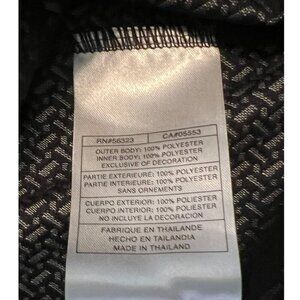 RN#56323 CA#05553
OUTER BODY: 100% POLYESTER
INNER BODY: 100% POLYESTER
EXCLUSIVE OF DECORATION
PARTIE EXTERIEURE: 100% POLYESTER
PARTIE INTERIEURE: 100% POLYESTER
SANS ORNEMENTS
CUERPO EXTERIOR: 100% POLIESTER
CUERPO INTERIOR: 100% POLIESTER
NO INCLUYE LA DECORACION
FABRIQUE EN THAILANDE
HECHO EN TAILANDIA
MADE IN THAILAND